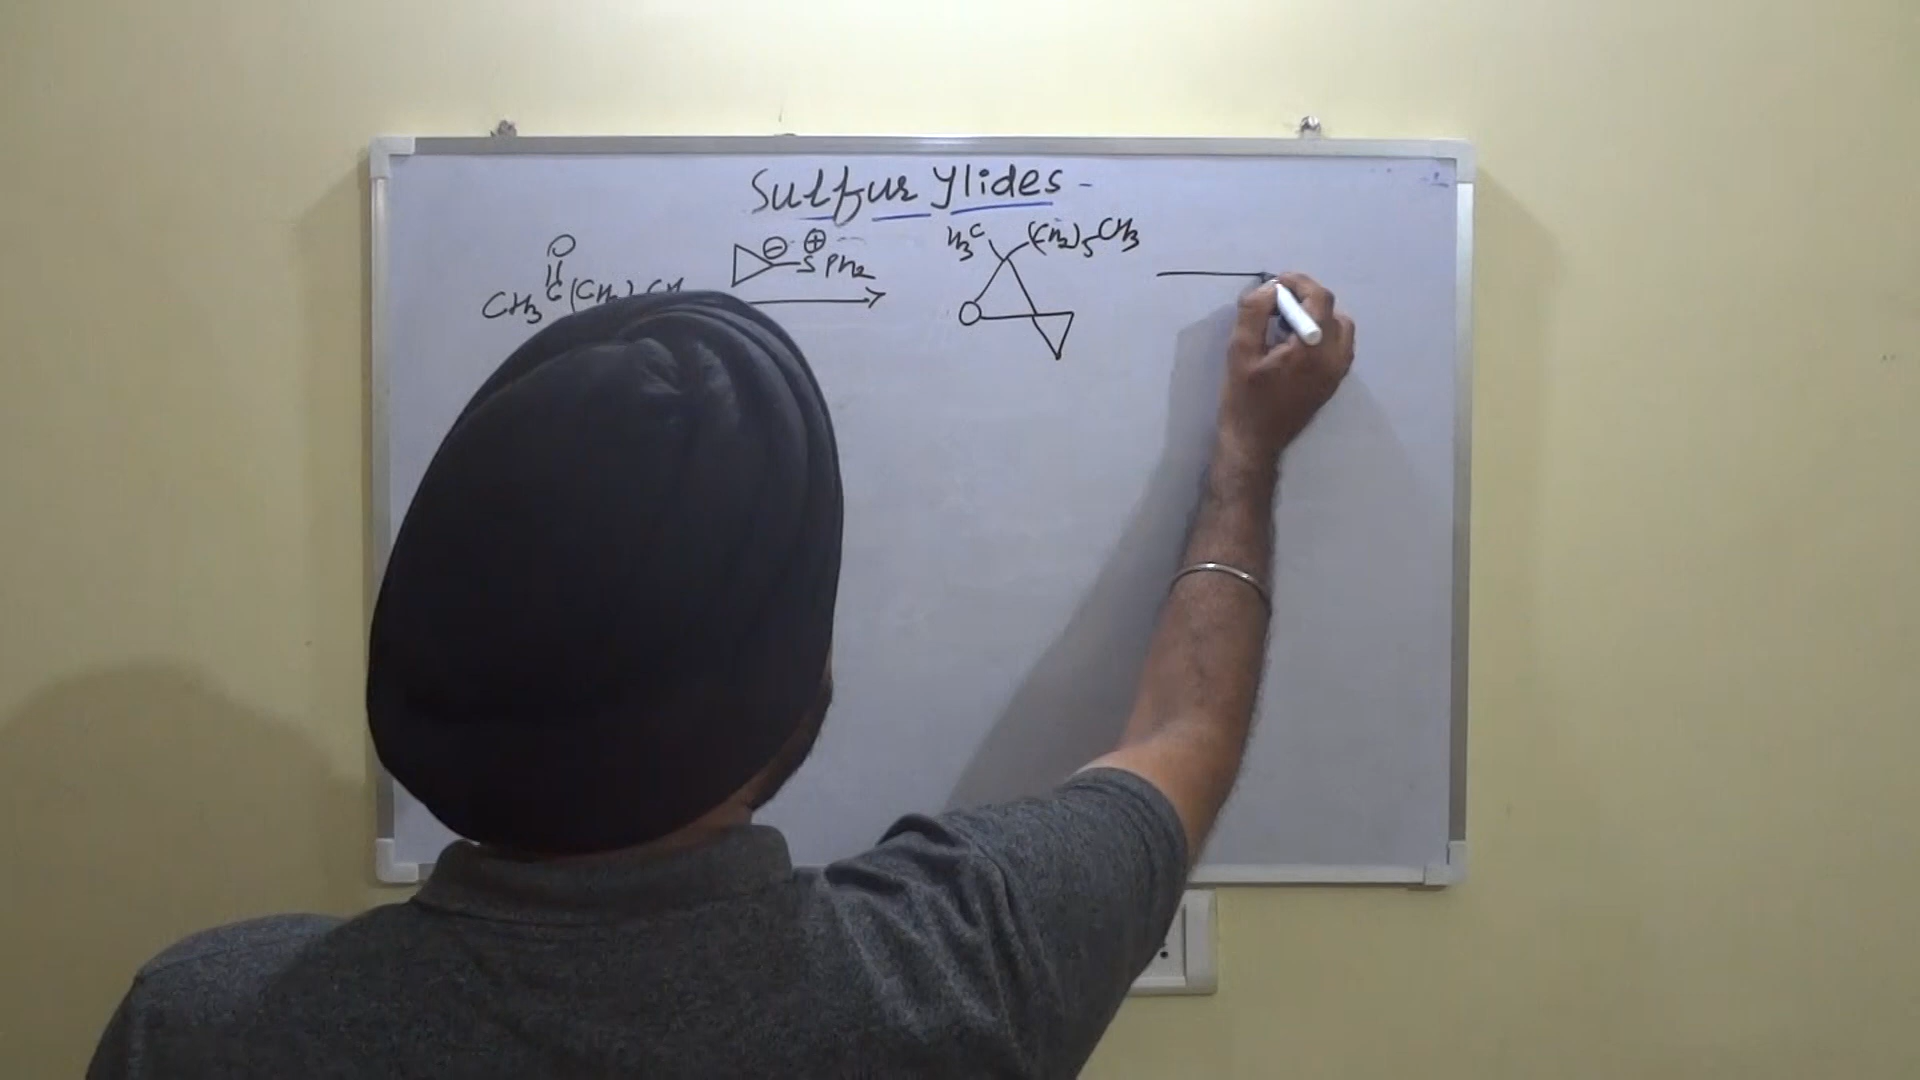 Sulfur Ylides -
O
CH3 C (CH2) CH
⊖ ⊕
S Ph2
H3C (CH2)5 CH3
O